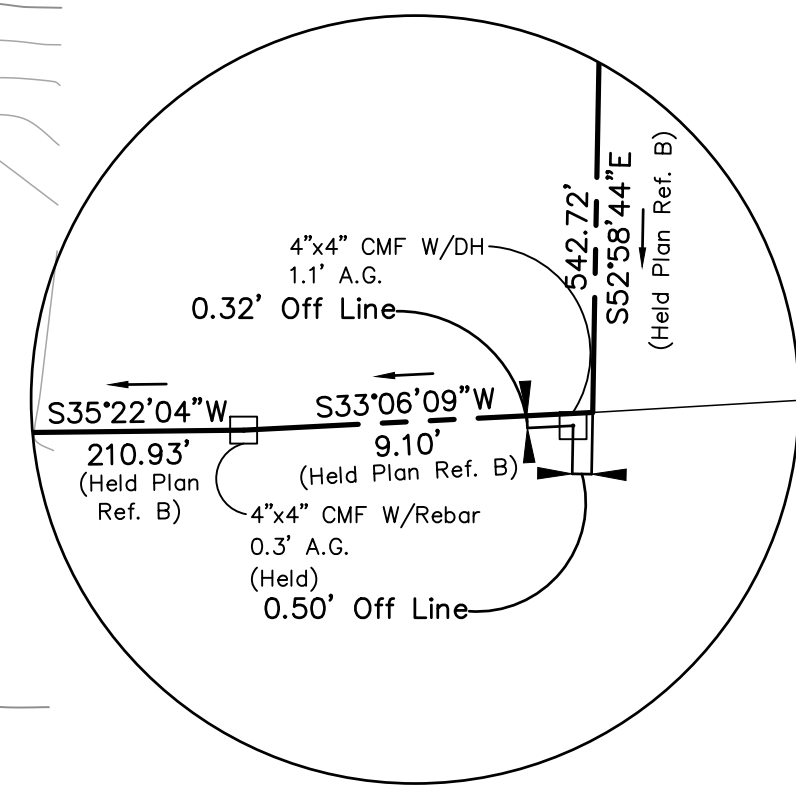 542.72'
S52°58'44"E
(Held Plan Ref. B)
4"x4" CMF W/DH
1.1' A.G.
0.32' Off Line
S35°22'04"W
210.93'
(Held Plan
Ref. B)
S33°06'09"W
9.10'
(Held Plan Ref. B)
4"x4" CMF W/Rebar
0.3' A.G.
(Held)
0.50' Off Line